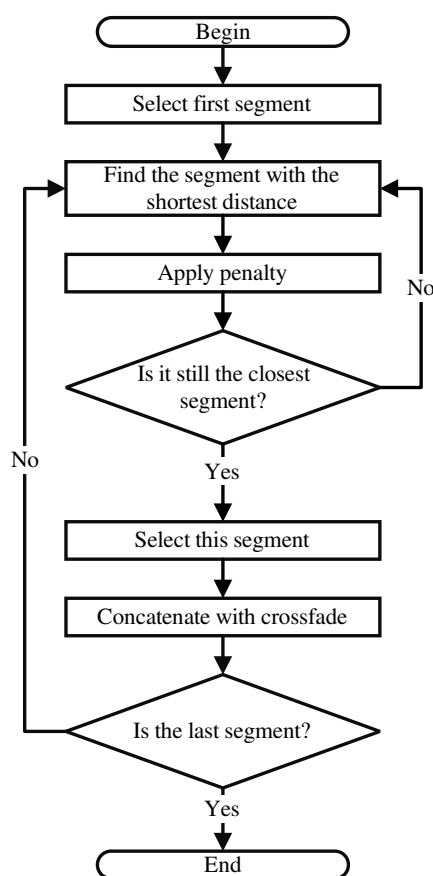 Begin
Select first segment
Find the segment with the
shortest distance
Apply penalty
No
Is it still the closest
segment?
No
Yes
Select this segment
Concatenate with crossfade
Is the last segment?
Yes
End